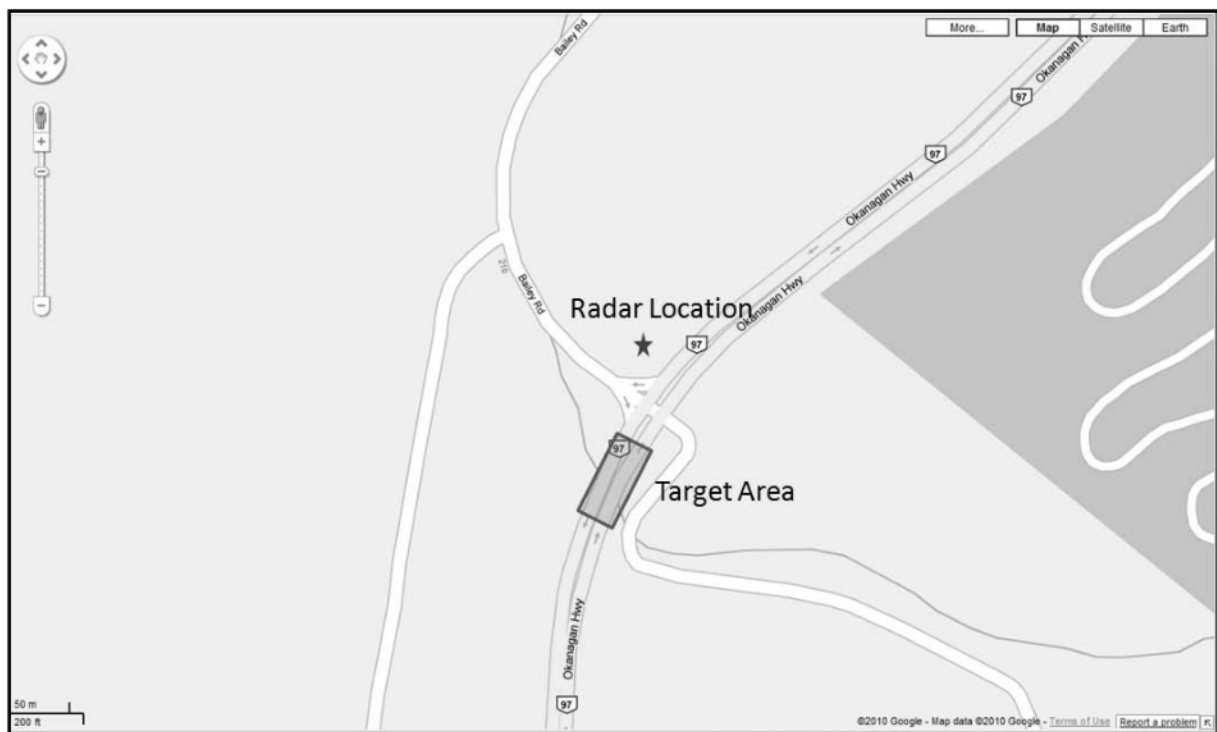 Bailey Rd
More...
Map
Satellite
Earth
Okanagan H
97
97
Okanagan Hwy
216
Bailey Rd
Okanagan Hwy
Radar Location
97
97
Target Area
Okanagan Hwy
97
50 m
200 ft
©2010 Google - Map data ©2010 Google - Terms of Use Report a problem